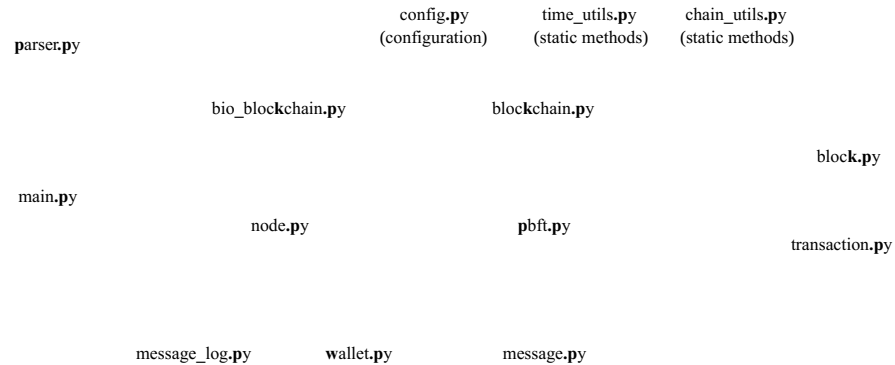 config.py
(configuration)
time_utils.py
(static methods)
chain_utils.py
(static methods)
parser.py
bio_blockchain.py
blockchain.py
block.py
main.py
node.py
pbft.py
transaction.py
message_log.py
wallet.py
message.py